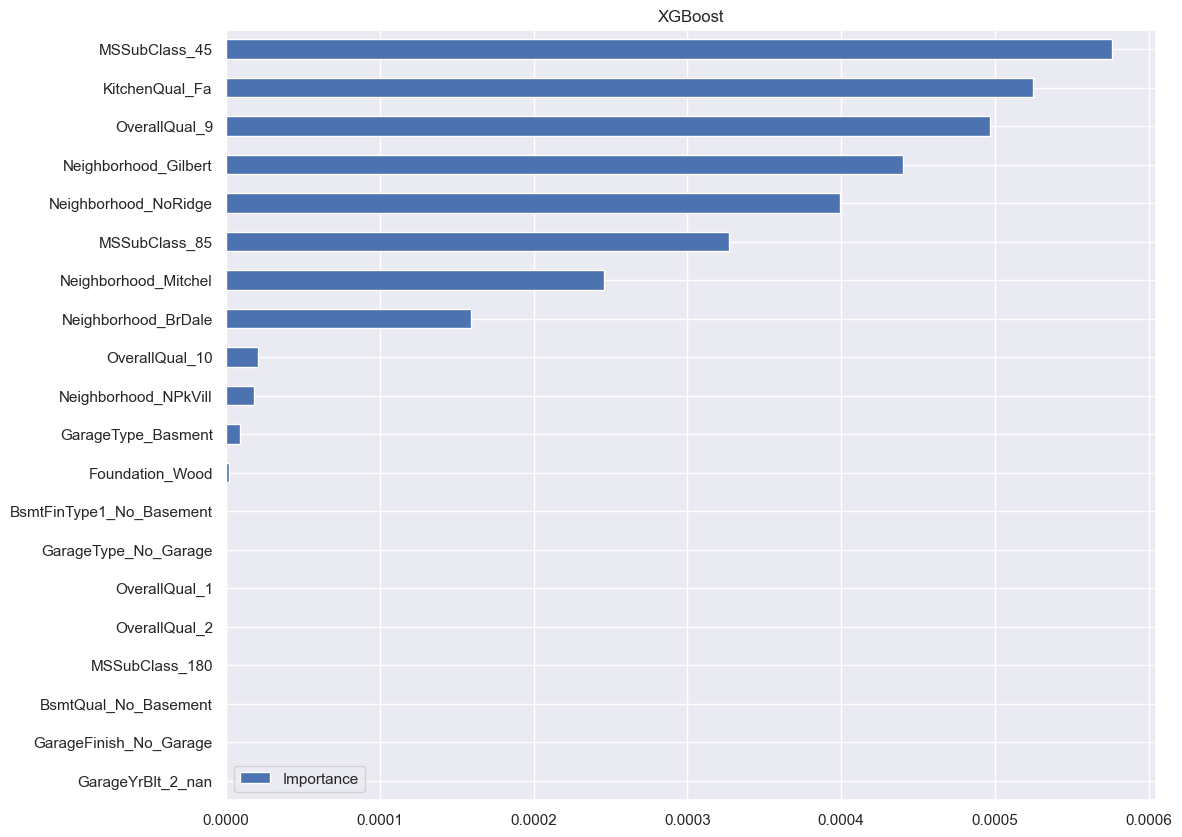 XGBoost
MSSubClass_45
KitchenQual_Fa
OverallQual_9
Neighborhood_Gilbert
Neighborhood_NoRidge
MSSubClass_85
Neighborhood_Mitchel
Neighborhood_BrDale
OverallQual_10
Neighborhood_NPkVill
GarageType_Basment
Foundation_Wood
BsmtFinType1_No_Basement
GarageType_No_Garage
OverallQual_1
OverallQual_2
MSSubClass_180
BsmtQual_No_Basement
GarageFinish_No_Garage
GarageYrBlt_2_nan
Importance
0.0000 0.0001 0.0002 0.0003 0.0004 0.0005 0.0006